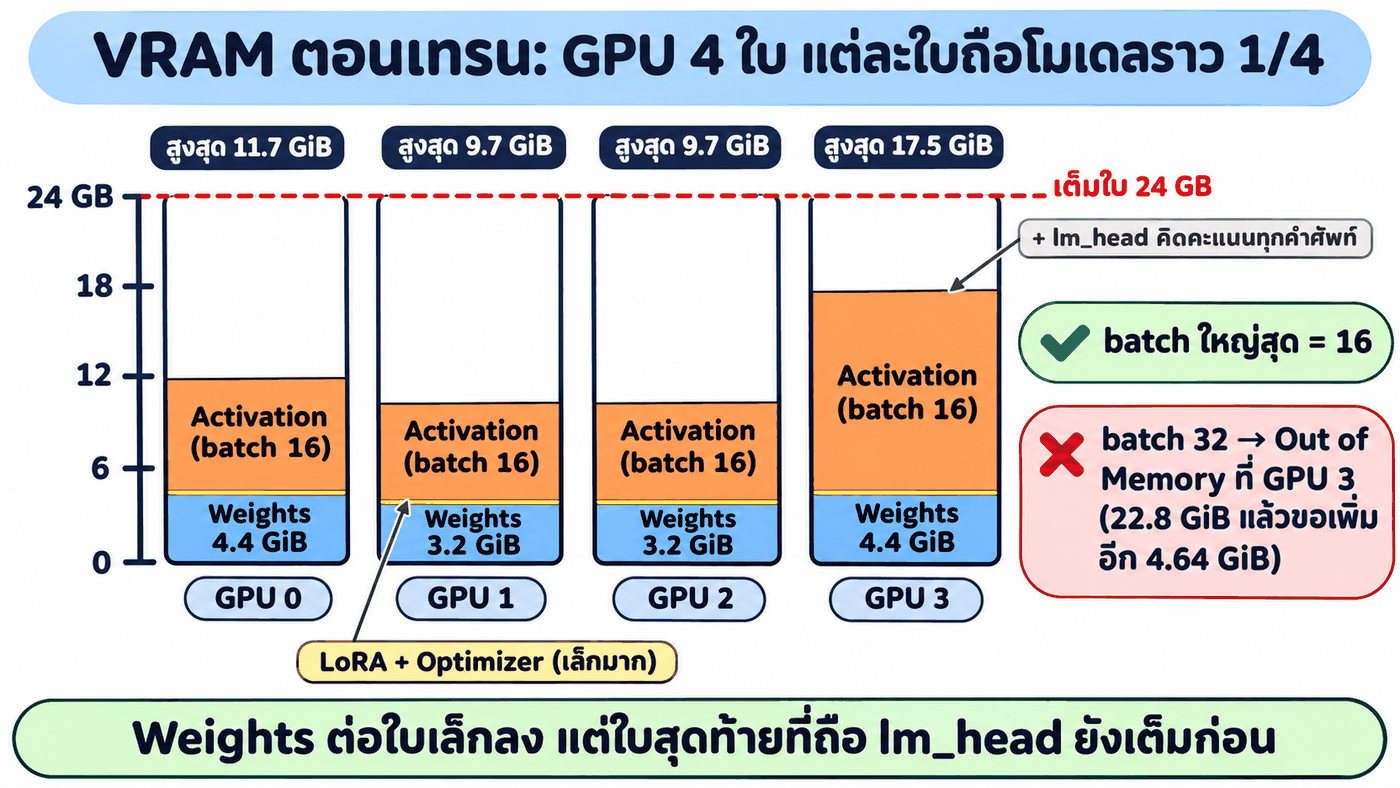 VRAM ตอนเทรน: GPU 4 ใบ แต่ละใบถือโมเดลราว 1/4
สูงสุด 11.7 GiB
สูงสุด 9.7 GiB
สูงสุด 9.7 GiB
สูงสุด 17.5 GiB
24 GB
18
12
6
0
เต็มใบ 24 GB
+ lm_head คิดคะแนนทุกคำศัพท์
Activation
(batch 16)
Weights
4.4 GiB
GPU 0
Activation
(batch 16)
Weights
3.2 GiB
GPU 1
Activation
(batch 16)
Weights
3.2 GiB
GPU 2
Activation
(batch 16)
Weights
4.4 GiB
GPU 3
batch ใหญ่สุด = 16
batch 32 → Out of
Memory ที่ GPU 3
(22.8 GiB แล้วขอเพิ่ม
อีก 4.64 GiB)
LoRA + Optimizer (เล็กมาก)
Weights ต่อใบเล็กลง แต่ใบสุดท้ายที่ถือ lm_head ยังเต็มก่อน